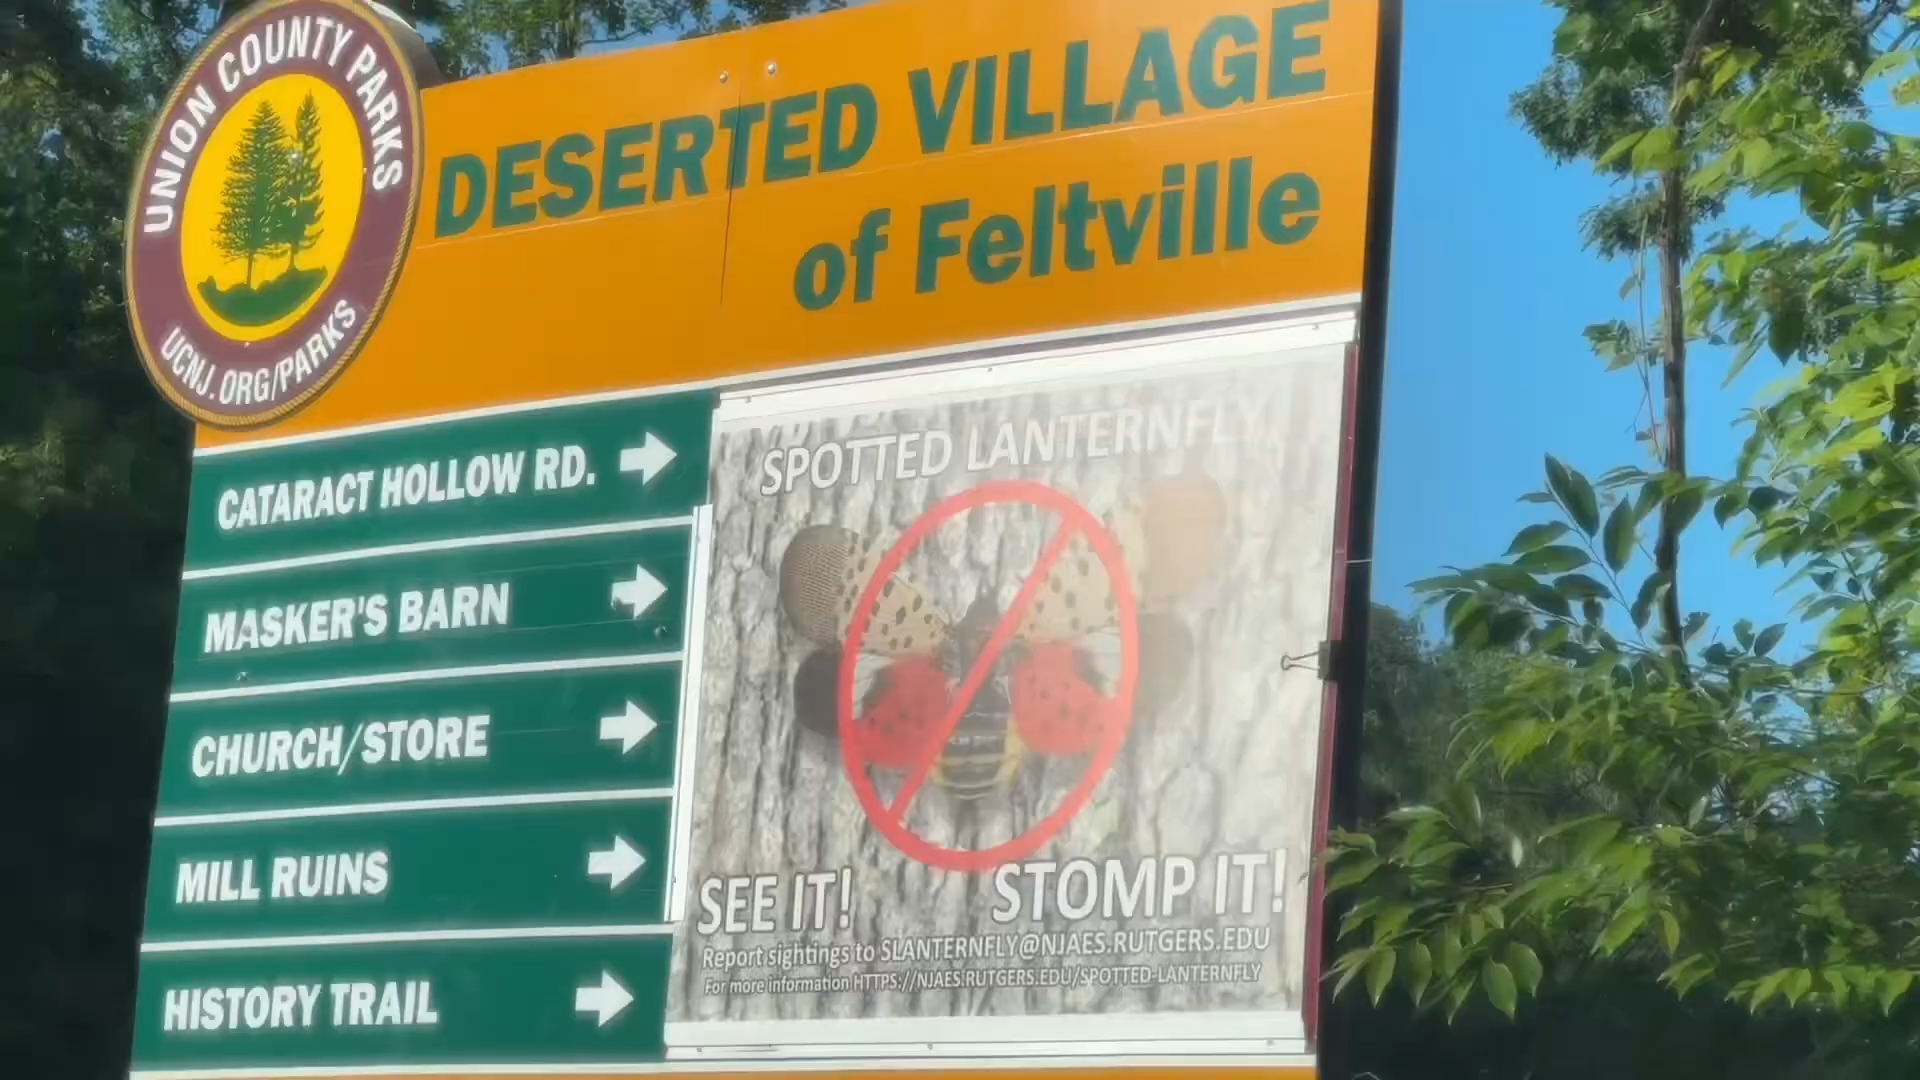 UNION COUNTY PARKS
UCNJ.ORG/PARKS
DESERTED VILLAGE
of Feltville
CATARACT HOLLOW RD.
MASKER'S BARN
CHURCH/STORE
MILL RUINS
HISTORY TRAIL
SPOTTED LANTERNFLY
SEE IT! STOMP IT!
Report sightings to SLANTERNFLY@NJAES.RUTGERS.EDU
For more information HTTPS://NJAES.RUTGERS.EDU/SPOTTED-LANTERNFLY